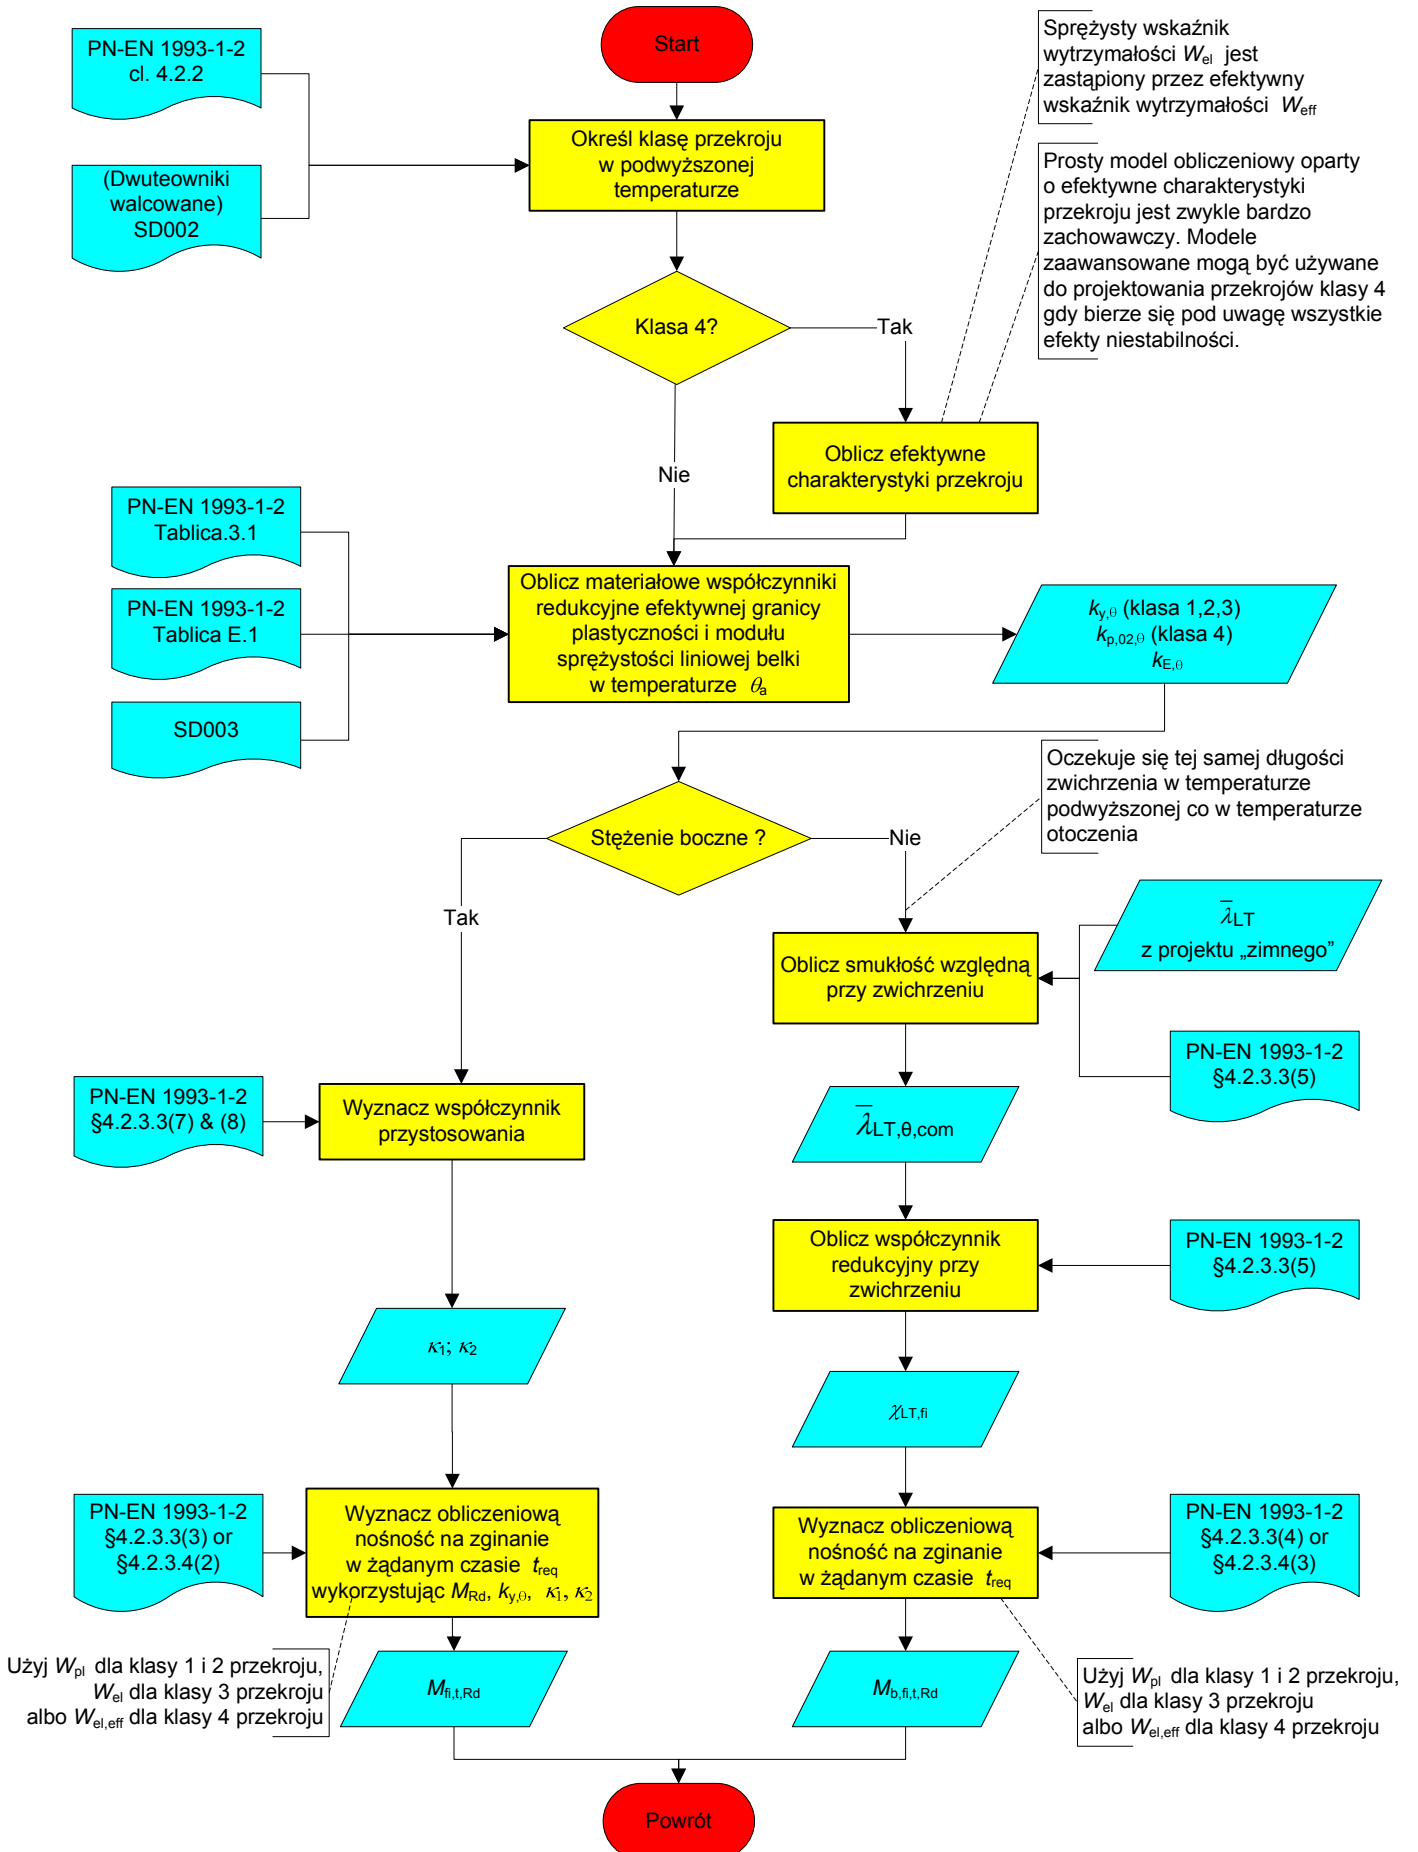 Start
PN-EN 1993-1-2
cl. 4.2.2
(Dwuteowniki
walcowane)
SD002
Określ klasę przekroju
w podwyższonej
temperaturze
Sprężysty wskaźnik
wytrzymałości Wel jest
zastąpiony przez efektywny
wskaźnik wytrzymałości Weff
Prosty model obliczeniowy oparty
o efektywne charakterystyki
przekroju jest zwykle bardzo
zachowawczy. Modele
zaawansowane mogą być używane
do projektowania przekrojów klasy 4
gdy bierze się pod uwagę wszystkie
efekty niestabilności.
Klasa 4?
Tak
Nie
Oblicz efektywne
charakterystyki przekroju
PN-EN 1993-1-2
Tablica.3.1
PN-EN 1993-1-2
Tablica E.1
SD003
Oblicz materiałowe współczynniki
redukcyjne efektywnej granicy
plastyczności i modułu
sprężystości liniowej belki
w temperaturze θa
ky,θ (klasa 1,2,3)
kp,02,θ (klasa 4)
kE,θ
Stężenie boczne ?
Tak
Nie
Oczekuje się tej samej długości
zwichrzenia w temperaturze
podwyższonej co w temperaturze
otoczenia
λ̅LT
z projektu „zimnego”
Oblicz smukłość względną
przy zwichrzeniu
PN-EN 1993-1-2
§4.2.3.3(5)
PN-EN 1993-1-2
§4.2.3.3(7) & (8)
Wyznacz współczynnik
przystosowania
λ̅LT,θ,com
Oblicz współczynnik
redukcyjny przy
zwichrzeniu
PN-EN 1993-1-2
§4.2.3.3(5)
κ1; κ2
χLT,fi
PN-EN 1993-1-2
§4.2.3.3(3) or
§4.2.3.4(2)
Wyznacz obliczeniową
nośność na zginanie
w żądanym czasie treq
wykorzystując MRd, ky,θ, κ1, κ2
Wyznacz obliczeniową
nośność na zginanie
w żądanym czasie treq
PN-EN 1993-1-2
§4.2.3.3(4) or
§4.2.3.4(3)
Użyj Wpl dla klasy 1 i 2 przekroju,
Wel dla klasy 3 przekroju
albo Wel,eff dla klasy 4 przekroju
Mfi,t,Rd
Mb,fi,t,Rd
Użyj Wpl dla klasy 1 i 2 przekroju,
Wel dla klasy 3 przekroju
albo Wel,eff dla klasy 4 przekroju
Powrót